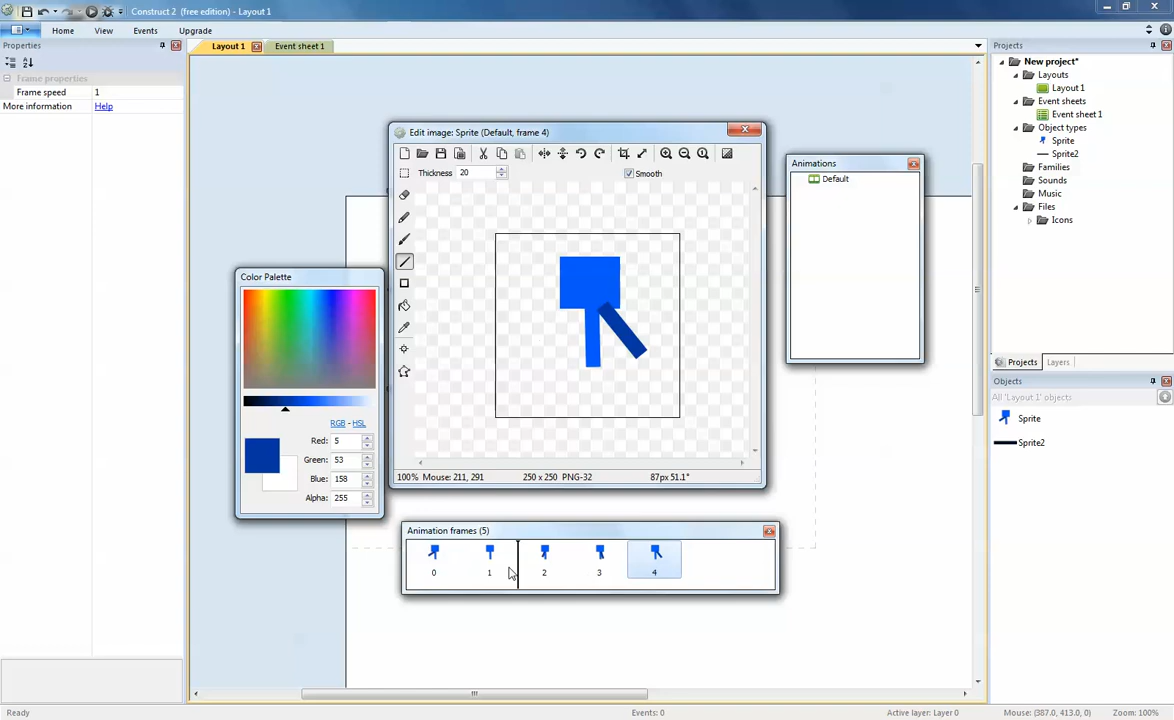 Construct 2 (free edition) - Layout 1
Home View Events Upgrade
Properties
Frame properties
Frame speed 1
More information Help
Layout 1 Event sheet 1
Edit image: Sprite (Default, frame 4)
Thickness 20 Smooth
100% Mouse: 211, 291 250 x 250 PNG-32 87px 51.1°
Color Palette
RGB - HSL
Red: 5
Green: 53
Blue: 158
Alpha: 255
Animations
Default
Animation frames (5)
0 1 2 3 4
Projects
New project*
Layouts
Layout 1
Event sheets
Event sheet 1
Object types
Sprite
Sprite2
Families
Sounds
Music
Files
Icons
Projects Layers
Objects
All 'Layout 1' objects
Sprite
Sprite2
Ready Events: 0 Active layer: Layer 0 Mouse: (387.0, 413.0, 0) Zoom: 100%